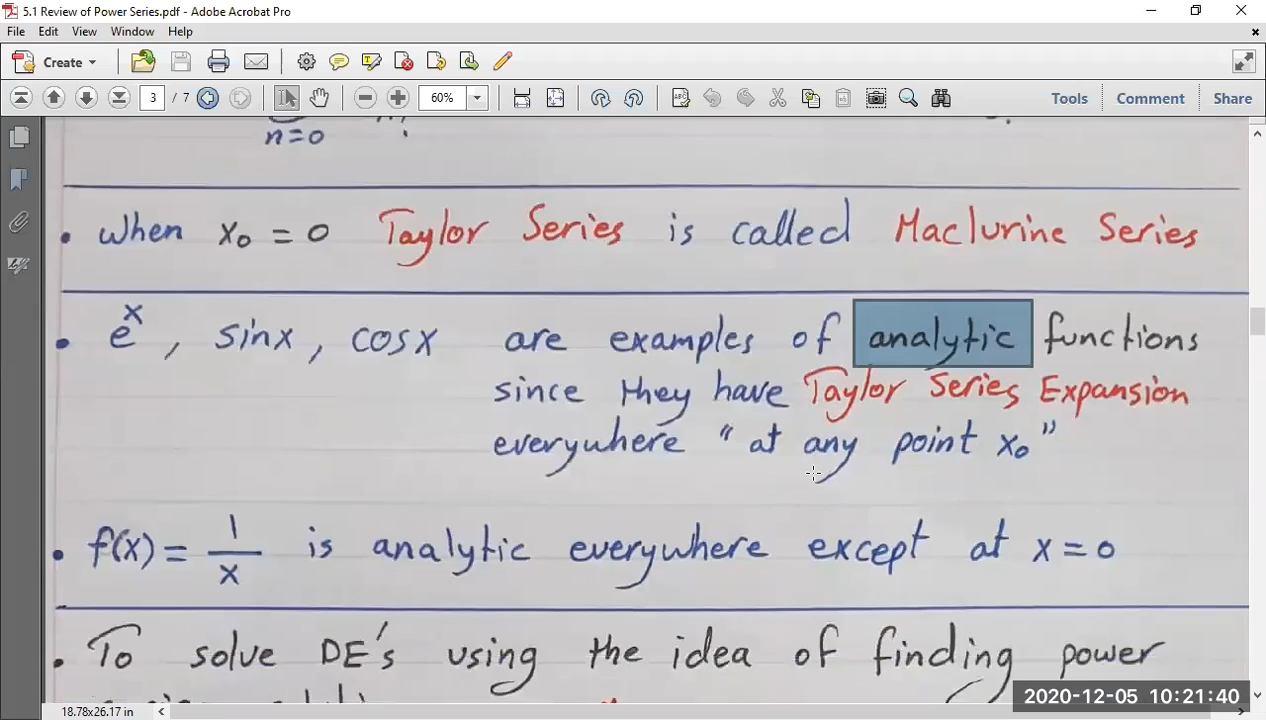 5.1 Review of Power Series.pdf - Adobe Acrobat Pro
File Edit View Window Help
Create
3 / 7 60% Tools Comment Share
n=0
• when x₀ = 0 Taylor Series is called Maclurine Series
• eˣ, sinx, cosx are examples of analytic functions
since they have Taylor Series Expansion
everywhere " at any point x₀ "
• f(x) = 1/x is analytic everywhere except at x = 0
• To solve DE's using the idea of finding power
2020-12-05 10:21:40
18.78x26.17 in